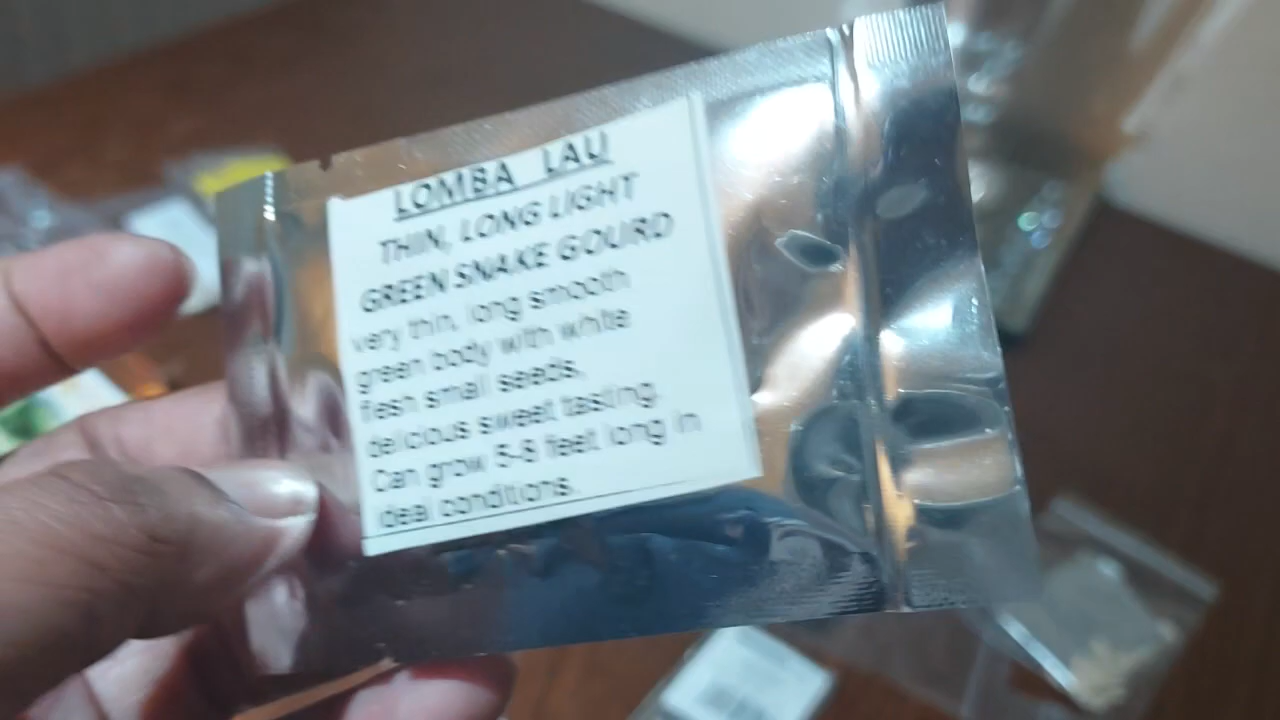 LOMBA LAU
THIN, LONG LIGHT
GREEN SNAKE GOURD
very thin, long smooth
green body with white
flesh small seeds.
delicious sweet tasting.
Can grow 5-8 feet long in
ideal conditions.